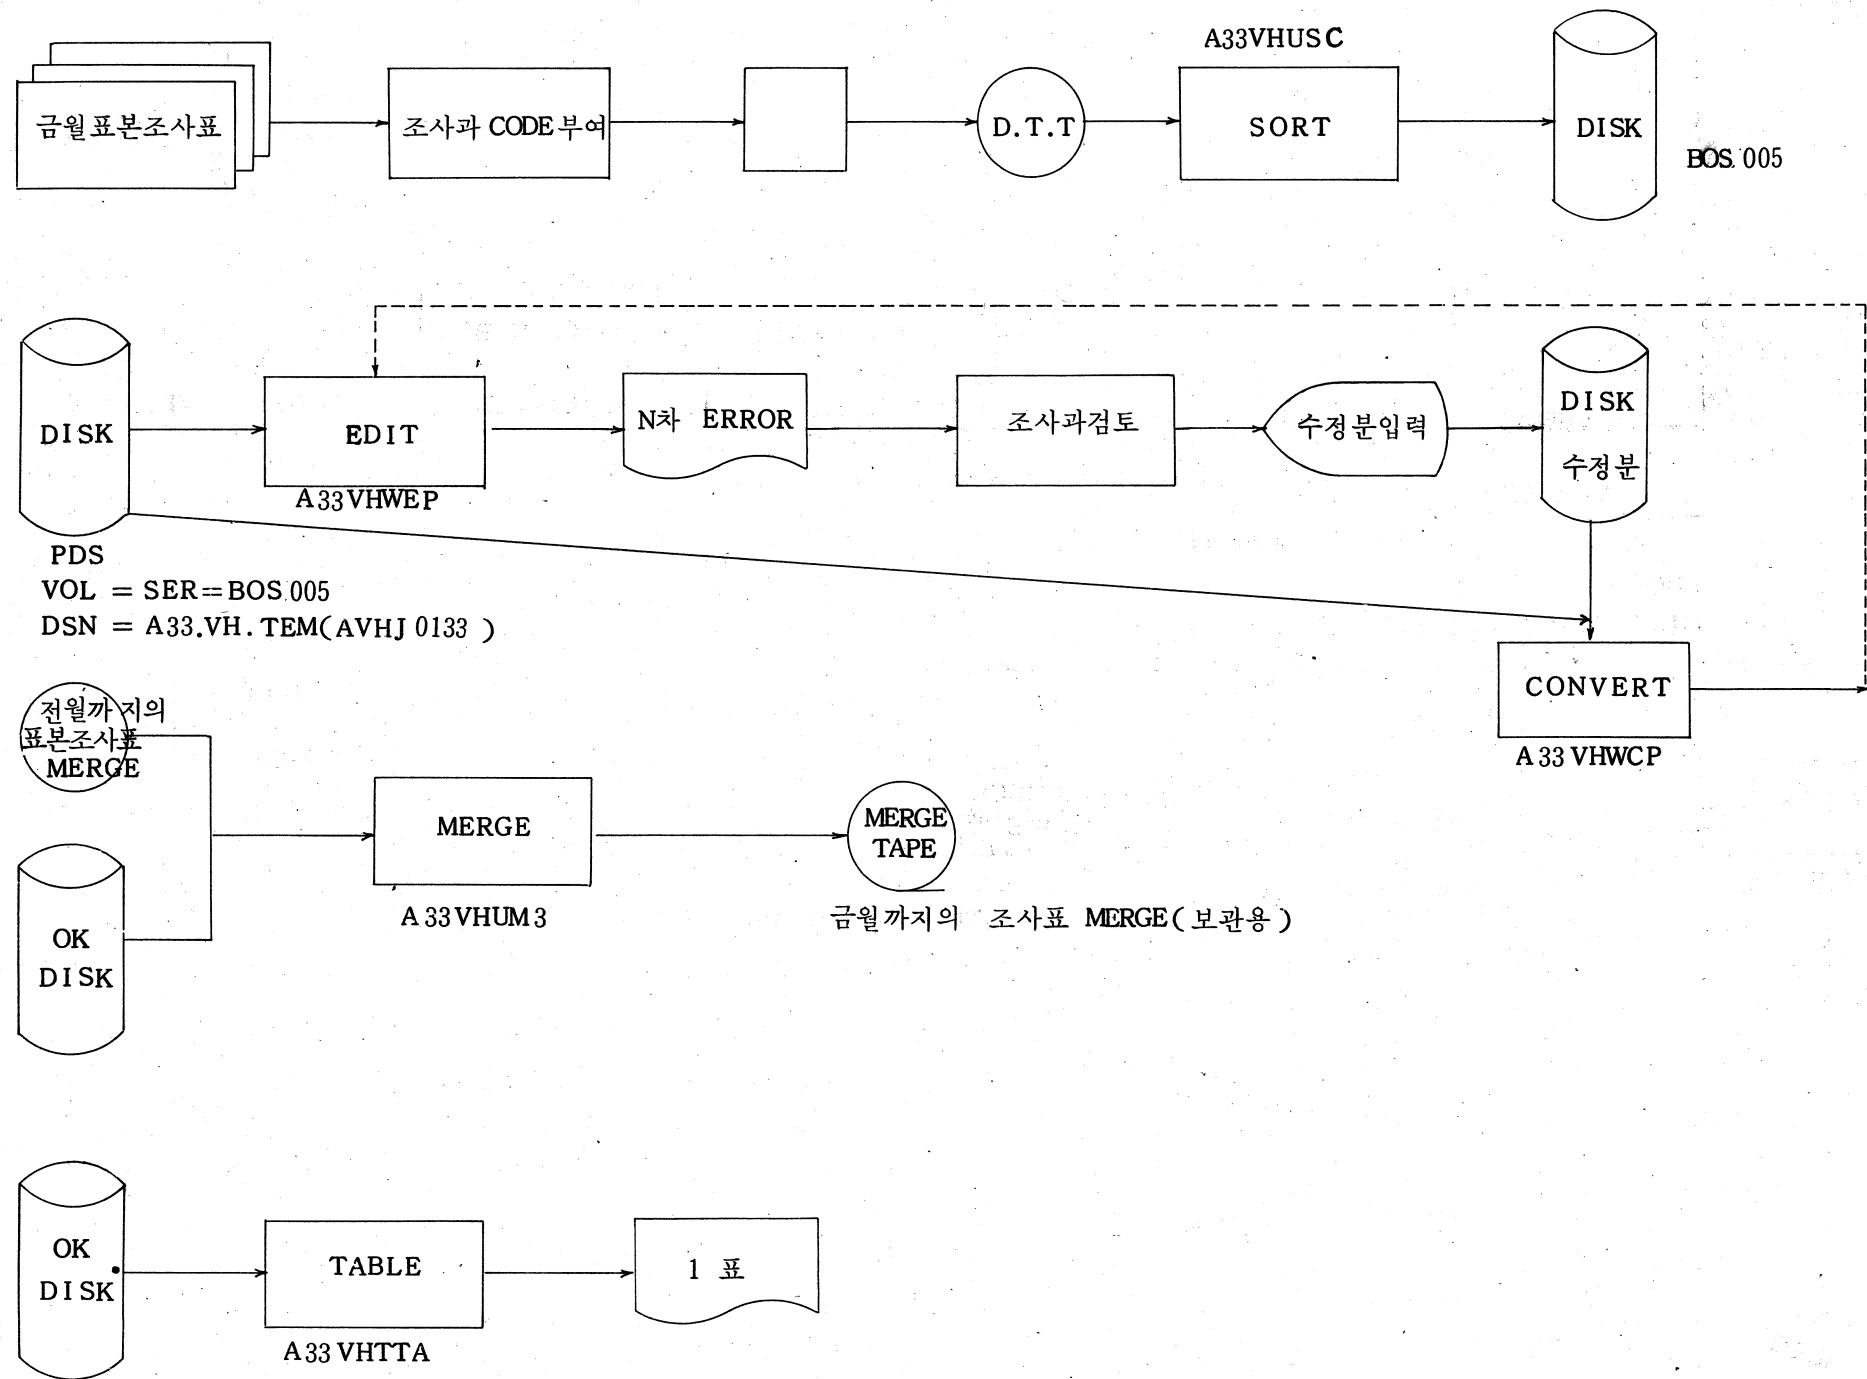 A33VHUSC
금월표본조사표
조사과 CODE부여
D.T.T
SORT
DISK
BOS.005
DISK
EDIT
A33VHWEP
N차 ERROR
조사과검토
수정분입력
DISK
수정분
PDS
VOL = SER=BOS.005
DSN = A33.VH.TEM(AVHJ0133)
CONVERT
A33VHWCP
전월까지의
표본조사표
MERGE
OK
DISK
MERGE
A33VHUM3
MERGE
TAPE
금월까지의 조사표 MERGE(보관용)
OK
DISK
TABLE
A33VHTTA
1 표